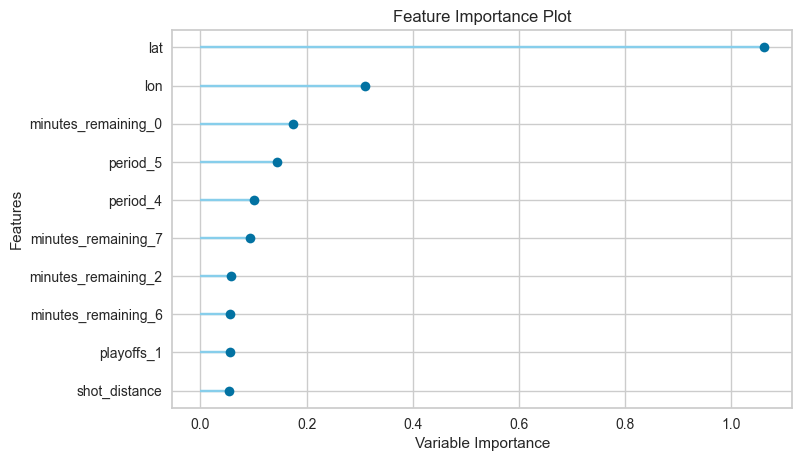 Feature Importance Plot
Features
lat
lon
minutes_remaining_0
period_5
period_4
minutes_remaining_7
minutes_remaining_2
minutes_remaining_6
playoffs_1
shot_distance
0.0 0.2 0.4 0.6 0.8 1.0
Variable Importance